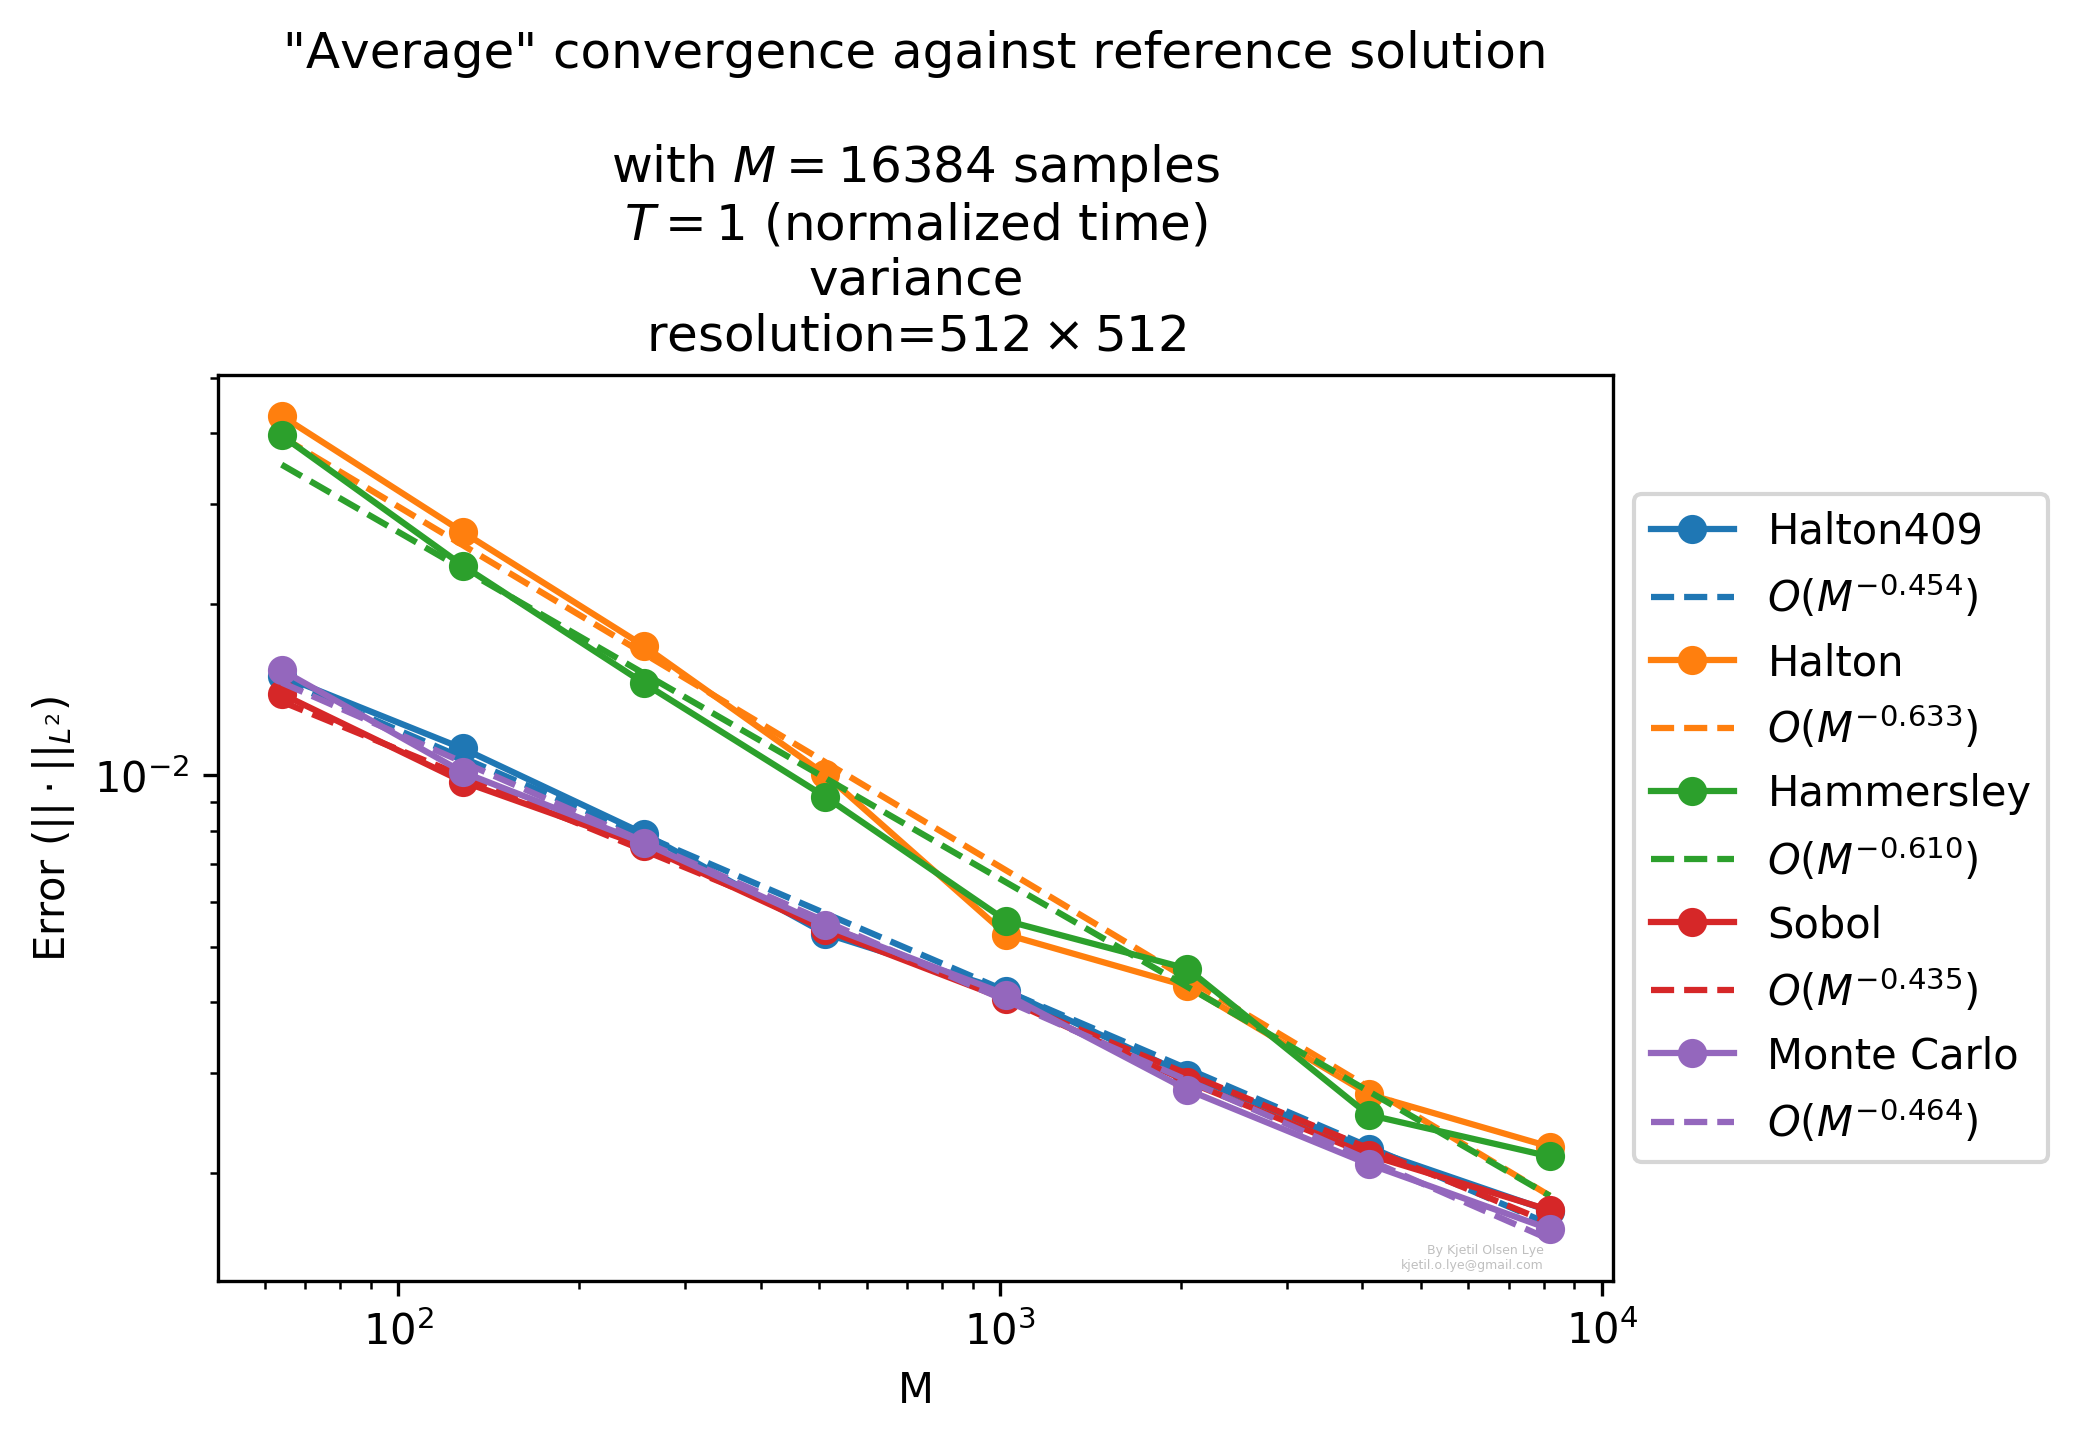 "Average" convergence against reference solution
with M = 16384 samples
T = 1 (normalized time)
variance
resolution=512 × 512
Error (|| · ||_{L^2})
10^{-2}
10^2
10^3
10^4
M
By Kjetil Olsen Lye
kjetil.o.lye@gmail.com
Halton409
O(M^{-0.454})
Halton
O(M^{-0.633})
Hammersley
O(M^{-0.610})
Sobol
O(M^{-0.435})
Monte Carlo
O(M^{-0.464})